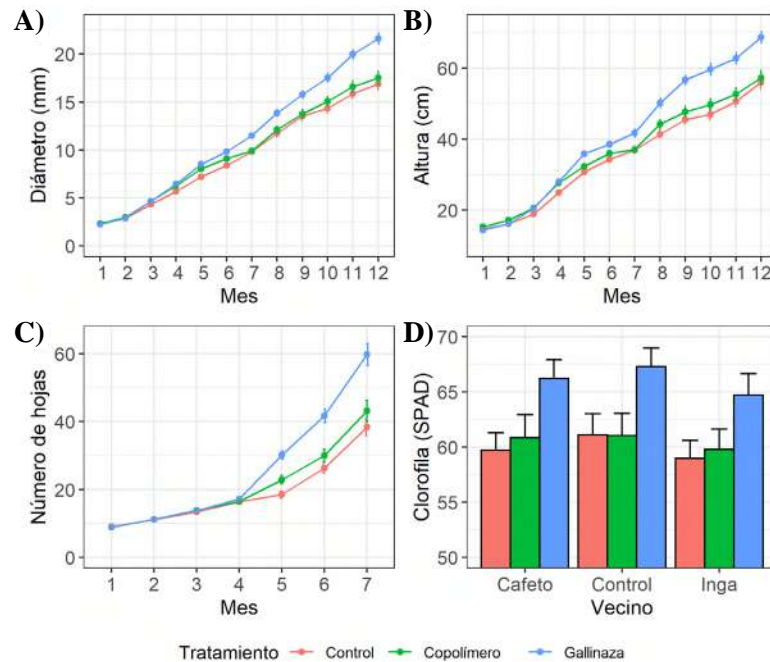 A)
Diámetro (mm)
20
15
10
5
0
1 2 3 4 5 6 7 8 9 10 11 12
Mes
B)
Altura (cm)
60
40
20
1 2 3 4 5 6 7 8 9 10 11 12
Mes
C)
Número de hojas
60
40
20
0
1 2 3 4 5 6 7
Mes
D)
Clorofila (SPAD)
70
65
60
55
50
Cafeto Control Inga
Vecino
Tratamiento Control Copolímero Gallinaza